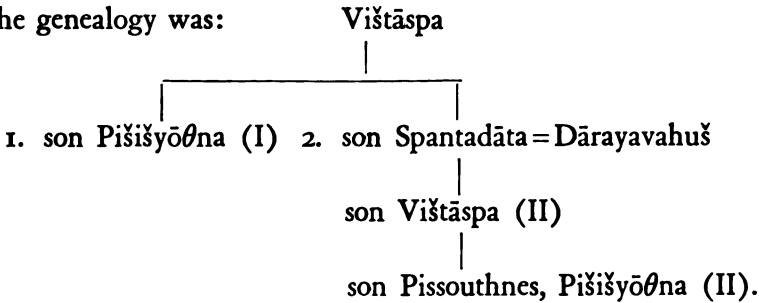 he genealogy was: Vištāspa
1. son Pišišyōθna (I) 2. son Spantadāta=Dārayavahuš
son Vištāspa (II)
son Pissouthnes, Pišišyōθna (II).